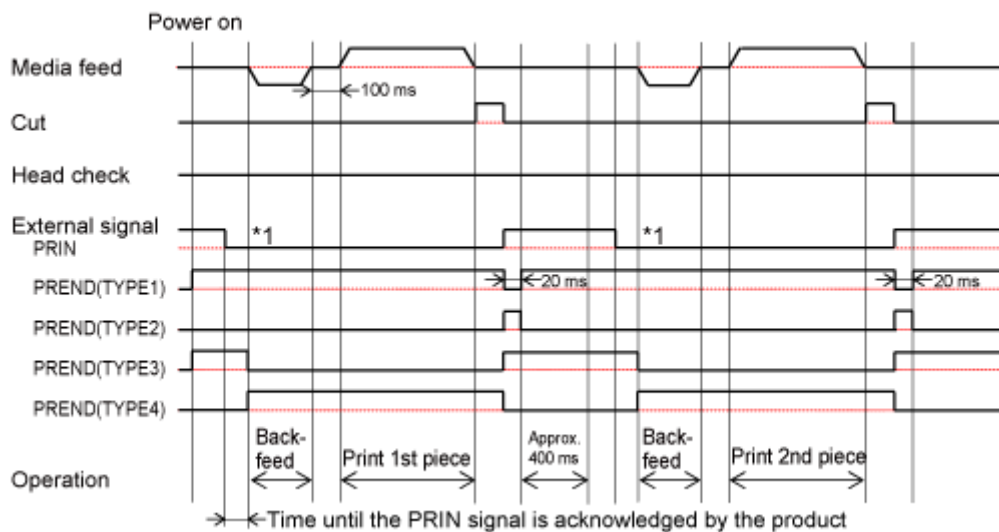 Power on
Media feed
100 ms
Cut
Head check
External signal
PRIN
*1
*1
PREND(TYPE1)
20 ms
20 ms
PREND(TYPE2)
PREND(TYPE3)
PREND(TYPE4)
Operation
Back-
feed
Print 1st piece
Approx.
400 ms
Back-
feed
Print 2nd piece
Time until the PRIN signal is acknowledged by the product